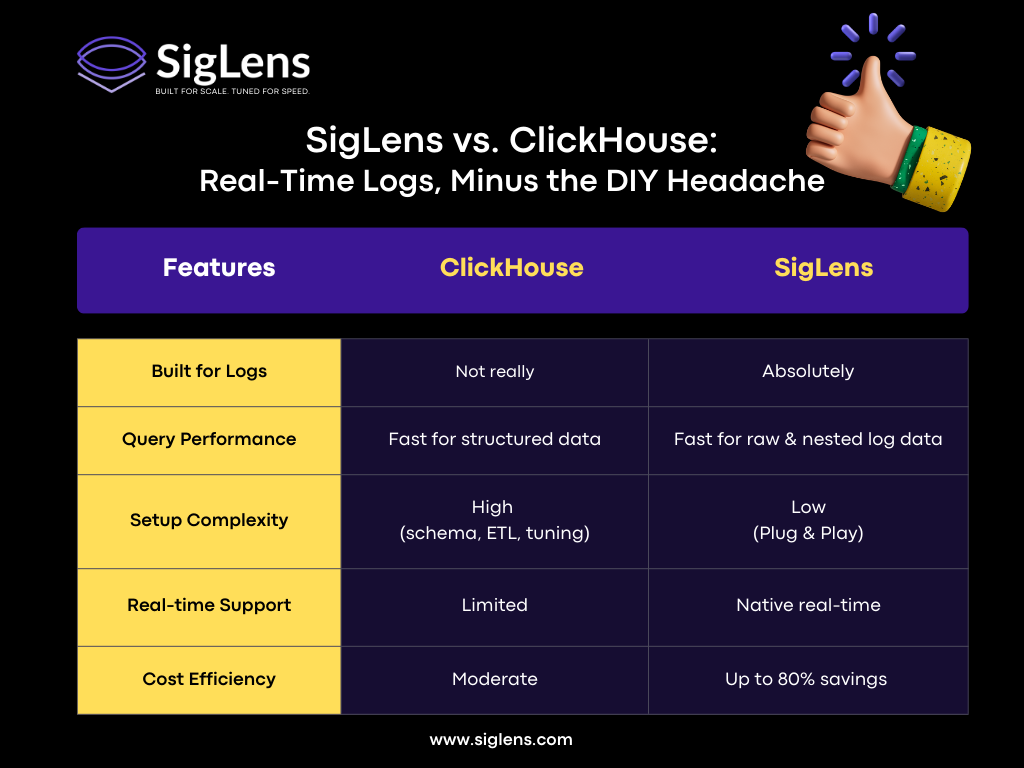 SigLens
BUILT FOR SCALE. TUNED FOR SPEED.
SigLens vs. ClickHouse:
Real-Time Logs, Minus the DIY Headache
Features ClickHouse SigLens
Built for Logs Not really Absolutely
Query Performance Fast for structured data Fast for raw & nested log data
Setup Complexity High Low
(schema, ETL, tuning) (Plug & Play)
Real-time Support Limited Native real-time
Cost Efficiency Moderate Up to 80% savings
www.siglens.com